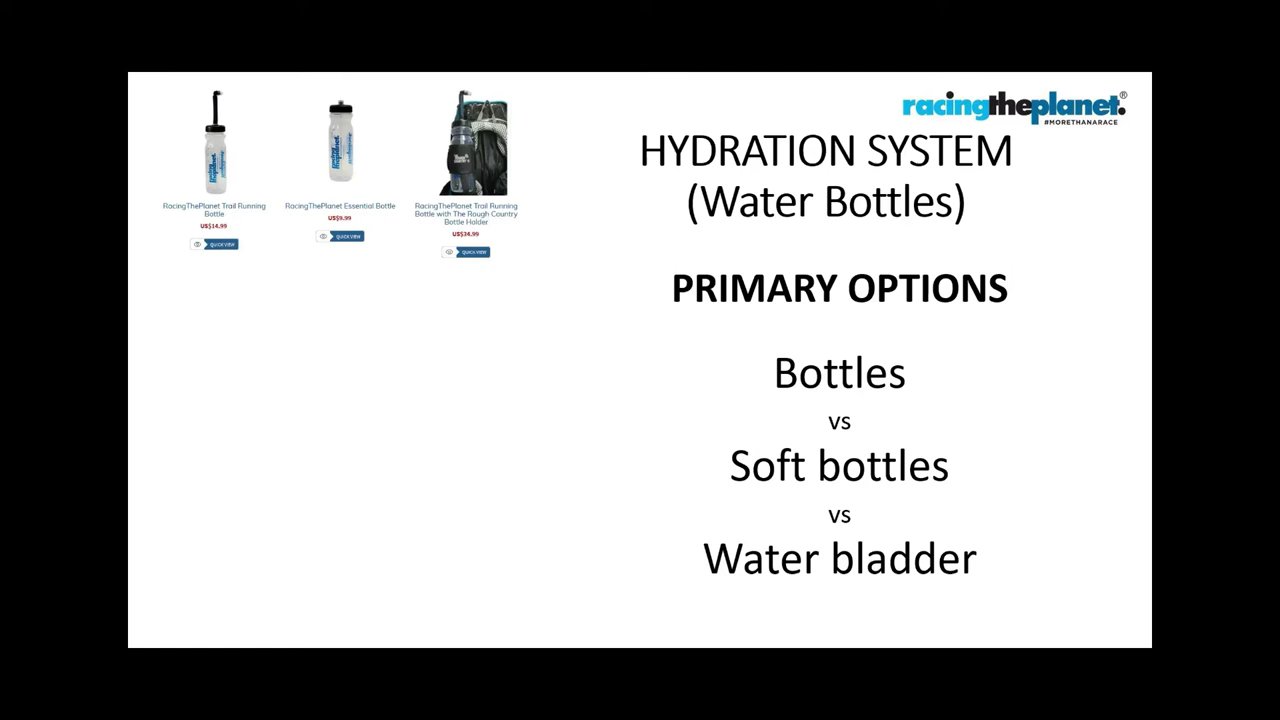 racingtheplanet.®
#MORETHANARACE
HYDRATION SYSTEM
(Water Bottles)
RacingThePlanet Trail Running
Bottle
US$14,99
QUICK VIEW
RacingThePlanet Essential Bottle
US$9,99
QUICK VIEW
RacingThePlanet Trail Running
Bottle with The Rough Country
Bottle Holder
US$34,99
QUICK VIEW
PRIMARY OPTIONS
Bottles
vs
Soft bottles
vs
Water bladder